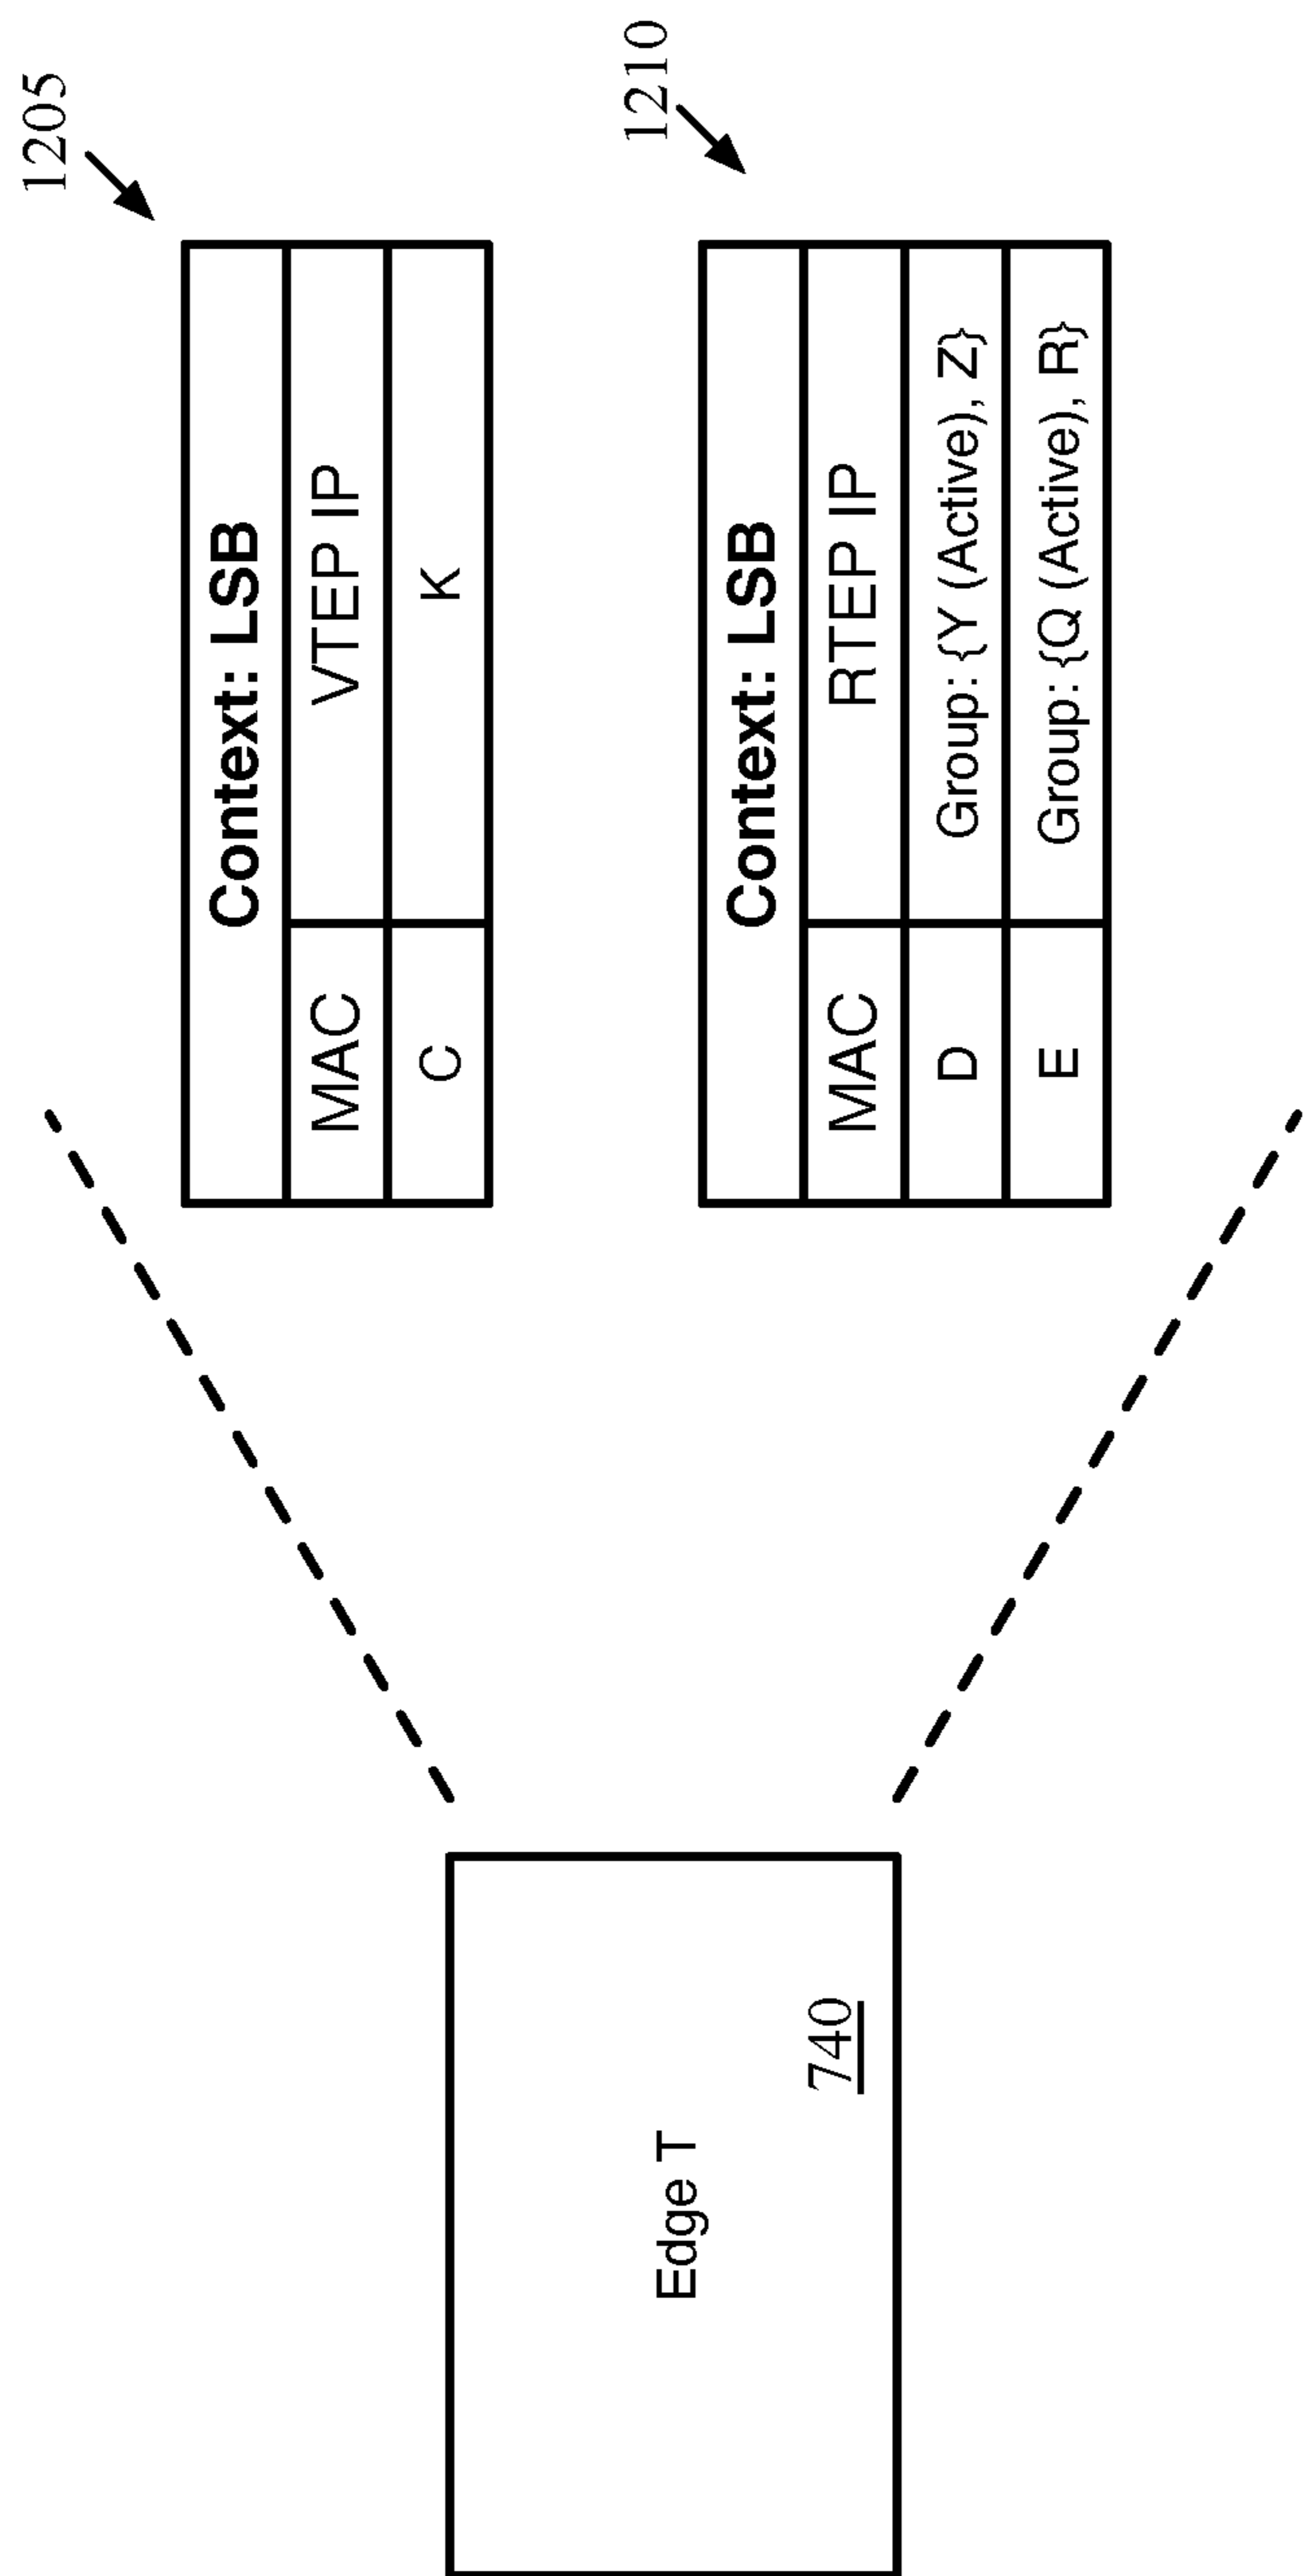 1205
Context: LSB
MAC VTEP IP
C K
1210
Context: LSB
MAC RTEP IP
D Group: {Y (Active), Z}
E Group: {Q (Active), R}
Edge T
740